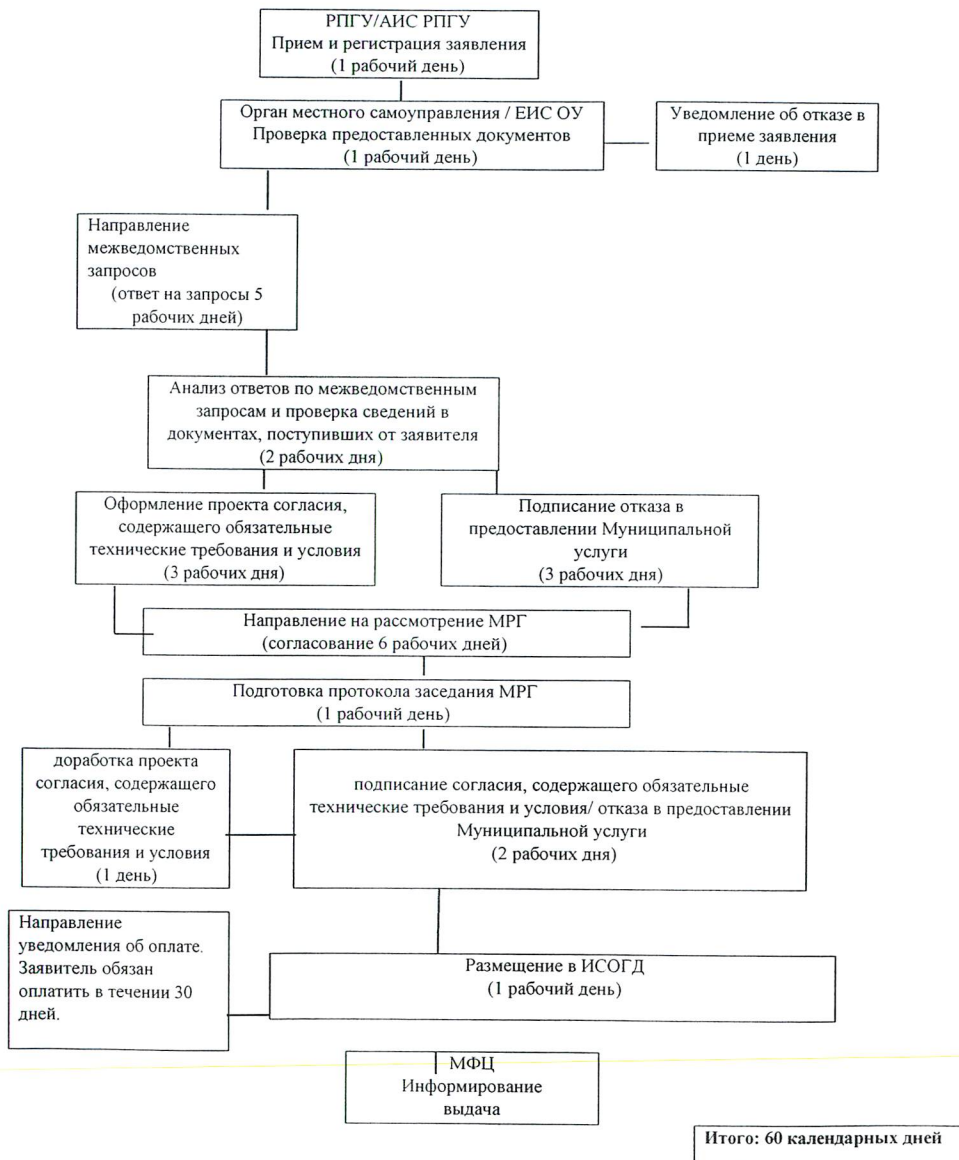 РПГУ/АИС РПГУ
Прием и регистрация заявления
(1 рабочий день)
Орган местного самоуправления / ЕИС ОУ
Проверка предоставленных документов
(1 рабочий день)
Уведомление об отказе в
приеме заявления
(1 день)
Направление
межведомственных
запросов
(ответ на запросы 5
рабочих дней)
Анализ ответов по межведомственным
запросам и проверка сведений в
документах, поступивших от заявителя
(2 рабочих дня)
Оформление проекта согласия,
содержащего обязательные
технические требования и условия
(3 рабочих дня)
Подписание отказа в
предоставлении Муниципальной
услуги
(3 рабочих дня)
Направление на рассмотрение МРГ
(согласование 6 рабочих дней)
Подготовка протокола заседания МРГ
(1 рабочий день)
доработка проекта
согласия, содержащего
обязательные
технические
требования и условия
(1 день)
подписание согласия, содержащего обязательные
технические требования и условия/ отказа в предоставлении
Муниципальной услуги
(2 рабочих дня)
Направление
уведомления об оплате.
Заявитель обязан
оплатить в течении 30
дней.
Размещение в ИСОГД
(1 рабочий день)
МФЦ
Информирование
выдача
Итого: 60 календарных дней